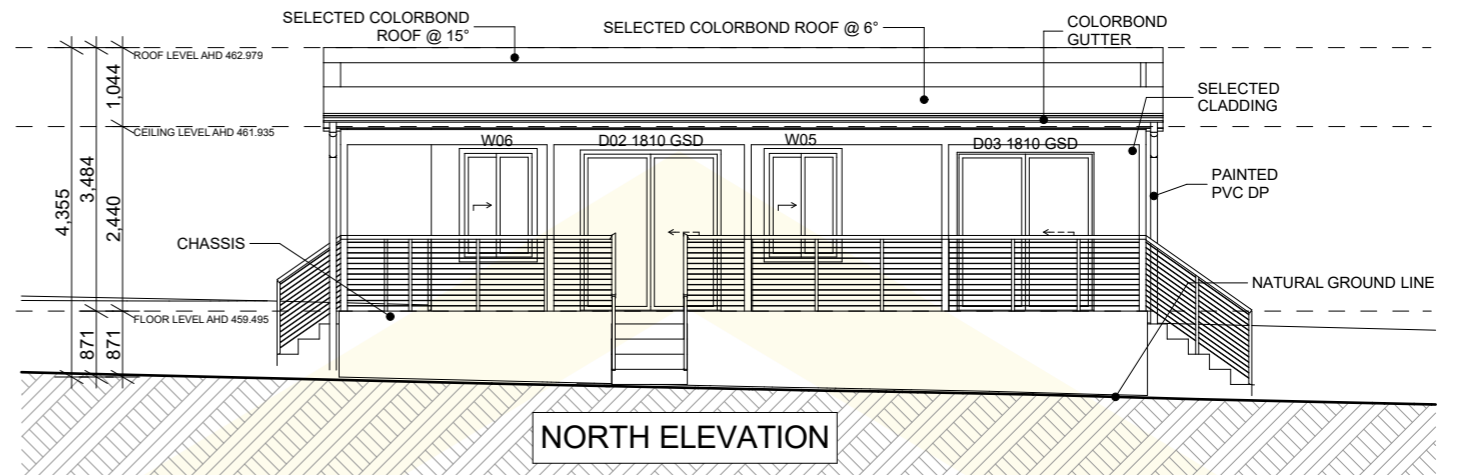 SELECTED COLORBOND
ROOF @ 15°
SELECTED COLORBOND ROOF @ 6°
COLORBOND
GUTTER
ROOF LEVEL AHD 462.979
1,044
SELECTED
CLADDING
CEILING LEVEL AHD 461.935
W06
D02 1810 GSD
W05
D03 1810 GSD
4,355
3,484
2,440
PAINTED
PVC DP
CHASSIS
NATURAL GROUND LINE
FLOOR LEVEL AHD 459.495
871
871
NORTH ELEVATION